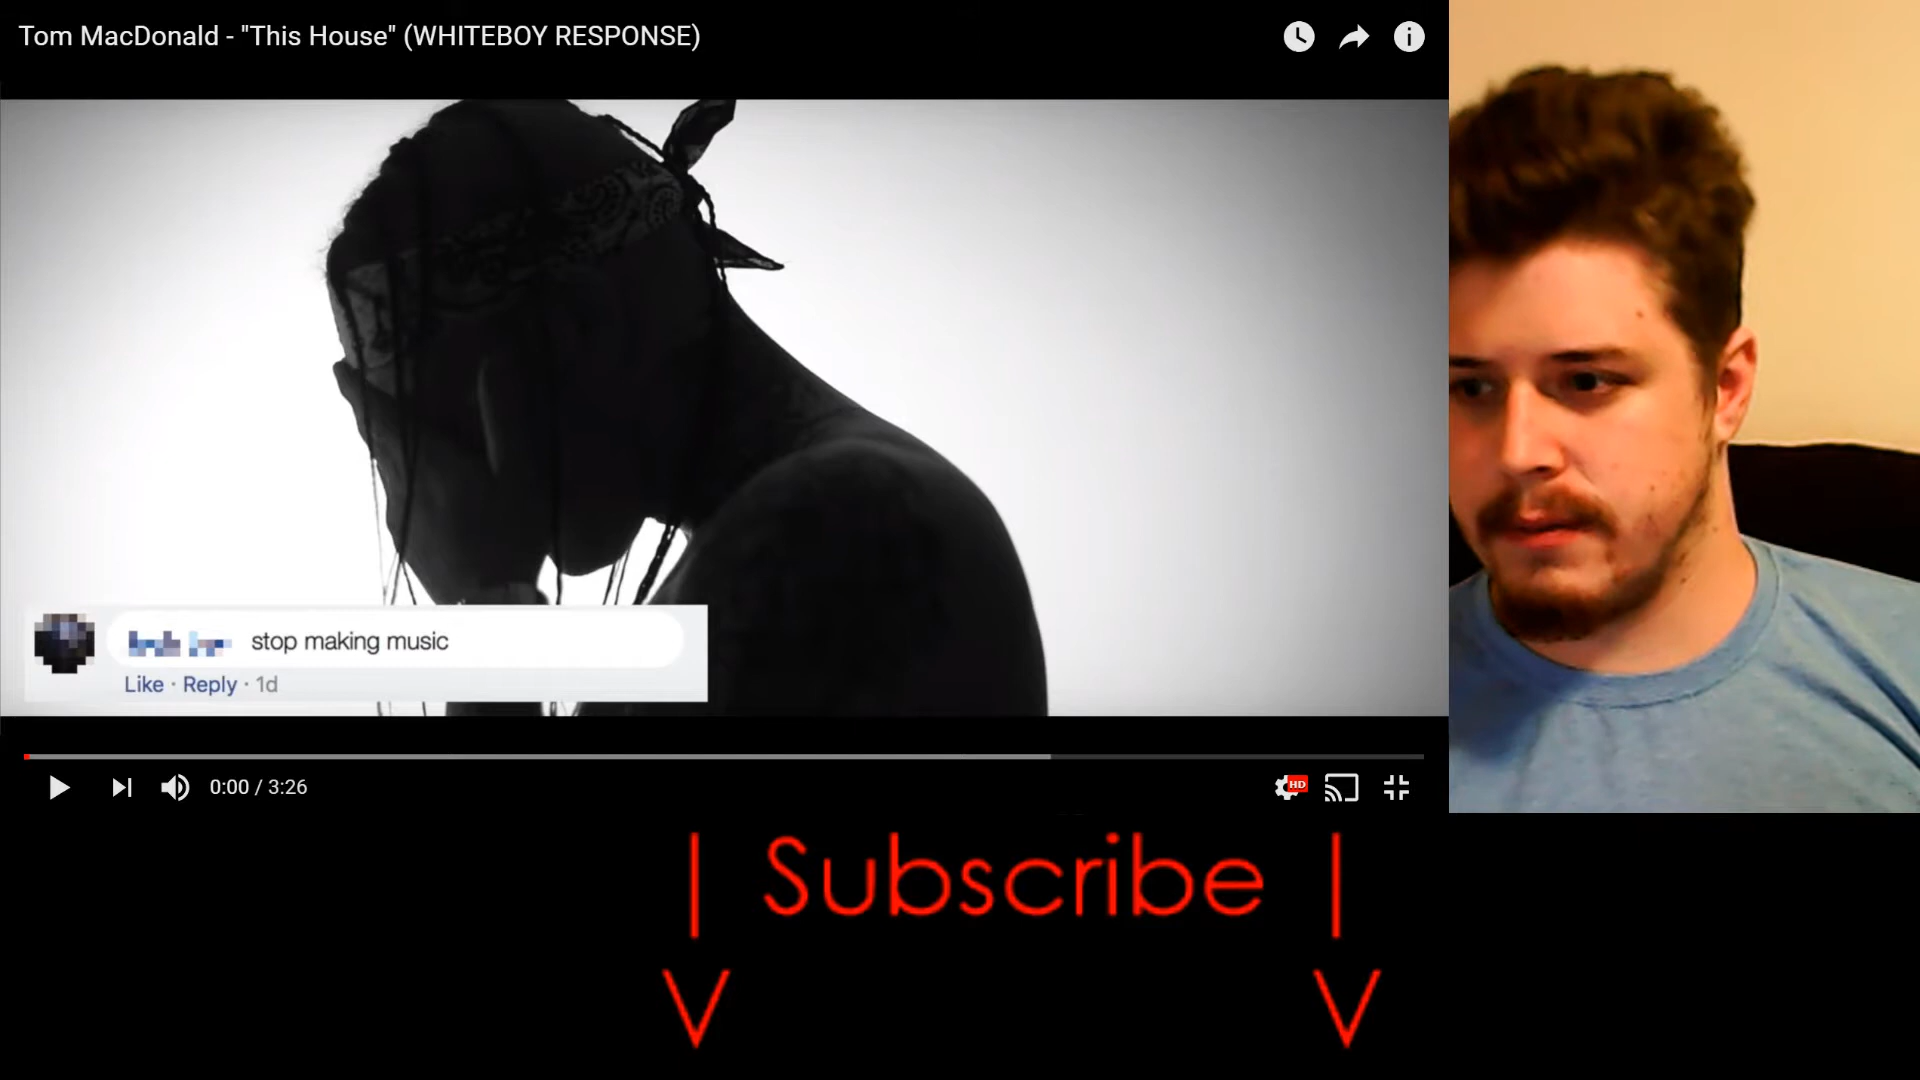 Tom MacDonald - "This House" (WHITEBOY RESPONSE)
stop making music
Like · Reply · 1d
0:00 / 3:26
HD
| Subscribe |
V V